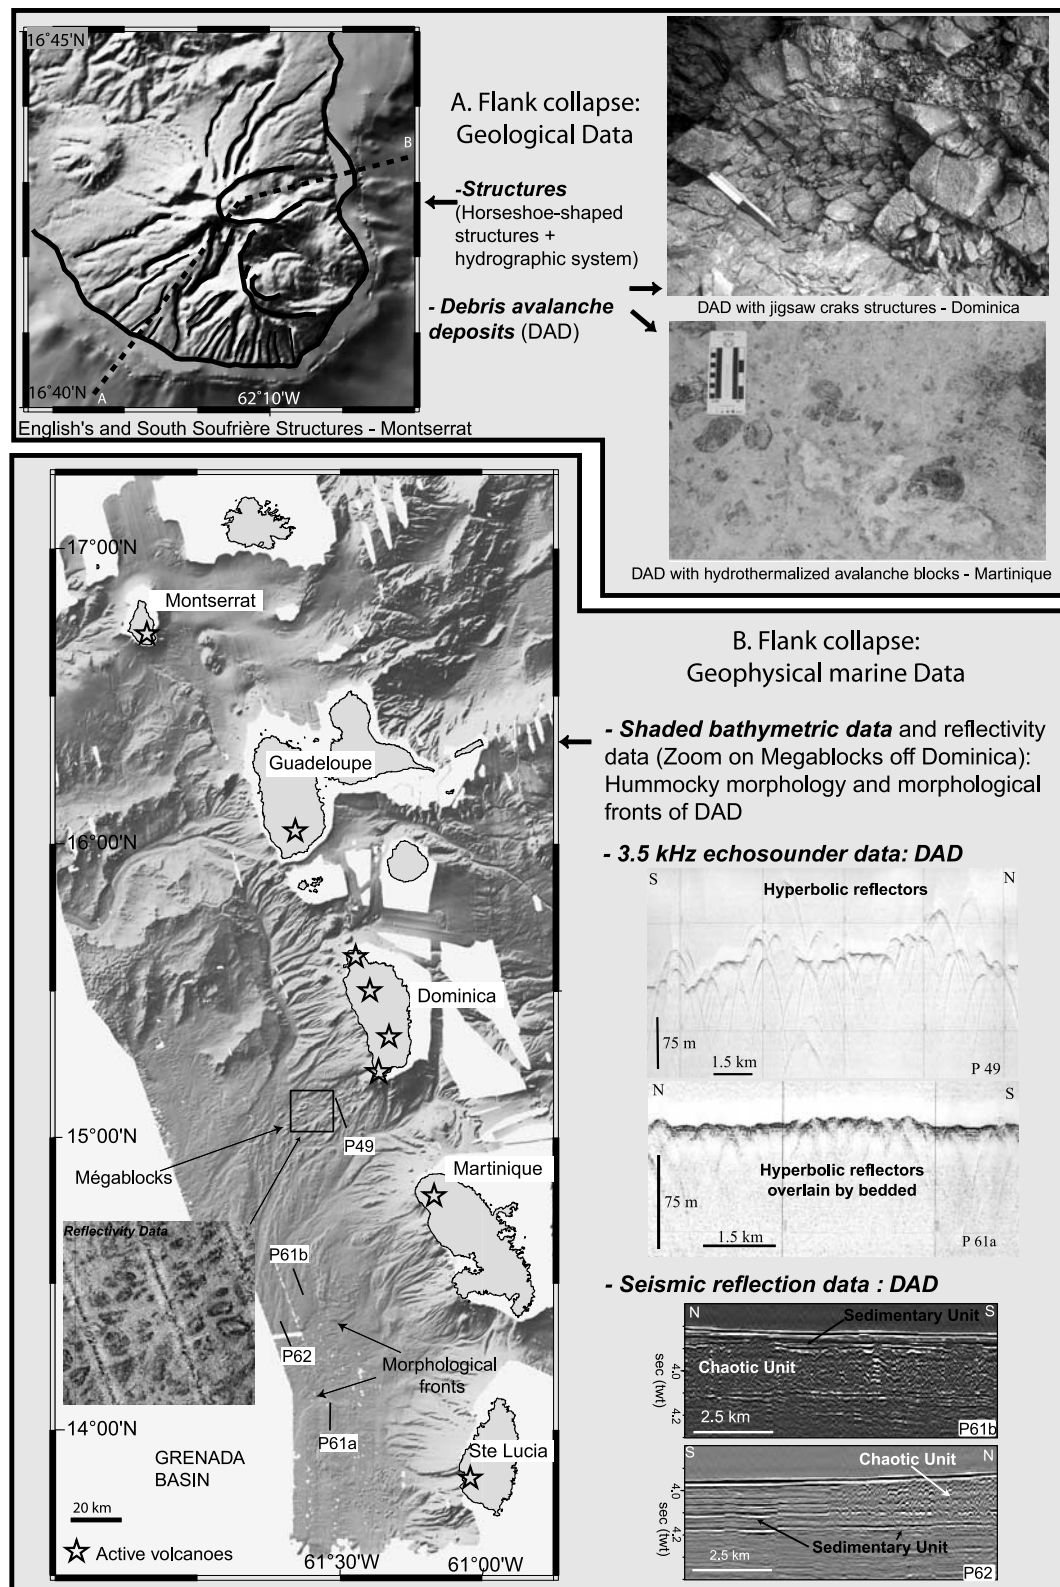 16°45'N
B
16°40'N
A
62°10'W
English's and South Soufrière Structures - Montserrat
A. Flank collapse:
Geological Data
-Structures
(Horseshoe-shaped
structures +
hydrographic system)
- Debris avalanche
deposits (DAD)
DAD with jigsaw craks structures - Dominica
DAD with hydrothermalized avalanche blocks - Martinique
17°00'N
Montserrat
Guadeloupe
16°00'N
Dominica
15°00'N
P49
Mégablocks
Martinique
Reflectivity Data
P61b
P62
Morphological
fronts
14°00'N
P61a
Ste Lucia
GRENADA
BASIN
20 km
Active volcanoes
61°30'W
61°00'W
B. Flank collapse:
Geophysical marine Data
- Shaded bathymetric data and reflectivity
data (Zoom on Megablocks off Dominica):
Hummocky morphology and morphological
fronts of DAD
- 3.5 kHz echosounder data: DAD
S
N
Hyperbolic reflectors
75 m
1.5 km
P 49
N
S
Hyperbolic reflectors
overlain by bedded
75 m
1.5 km
P 61a
- Seismic reflection data : DAD
N
S
Sedimentary Unit
Chaotic Unit
4.0
4.2
sec (twt)
2.5 km
P61b
S
N
Chaotic Unit
4.0
4.2
sec (twt)
Sedimentary Unit
2.5 km
P62